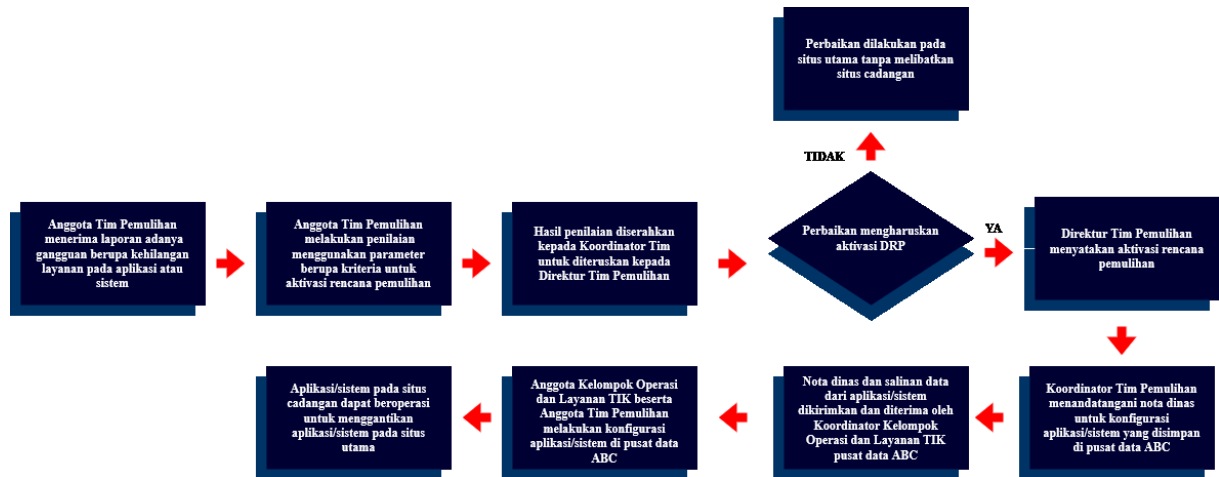 Anggota Tim Pemulihan
menerima laporan adanya
gangguan berupa kehilangan
layanan pada aplikasi atau
sistem
Anggota Tim Pemulihan
melakukan penilaian
menggunakan parameter
berupa kriteria untuk
aktivasi rencana pemulihan
Hasil penilaian diserahkan
kepada Koordinator Tim
untuk diteruskan kepada
Direktur Tim Pemulihan
Perbaikan mengharuskan
aktivasi DRP
TIDAK
Perbaikan dilakukan pada
situs utama tanpa melibatkan
situs cadangan
YA
Direktur Tim Pemulihan
menyatakan aktivasi rencana
pemulihan
Koordinator Tim Pemulihan
menandatangani nota dinas
untuk konfigurasi
aplikasi/sistem yang disimpan
di pusat data ABC
Nota dinas dan salinan data
dari aplikasi/sistem
dikirimkan dan diterima oleh
Koordinator Kelompok
Operasi dan Layanan TIK
pusat data ABC
Anggota Kelompok Operasi
dan Layanan TIK beserta
Anggota Tim Pemulihan
melakukan konfigurasi
aplikasi/sistem di pusat data
ABC
Aplikasi/sistem pada situs
cadangan dapat beroperasi
untuk menggantikan
aplikasi/sistem pada situs
utama